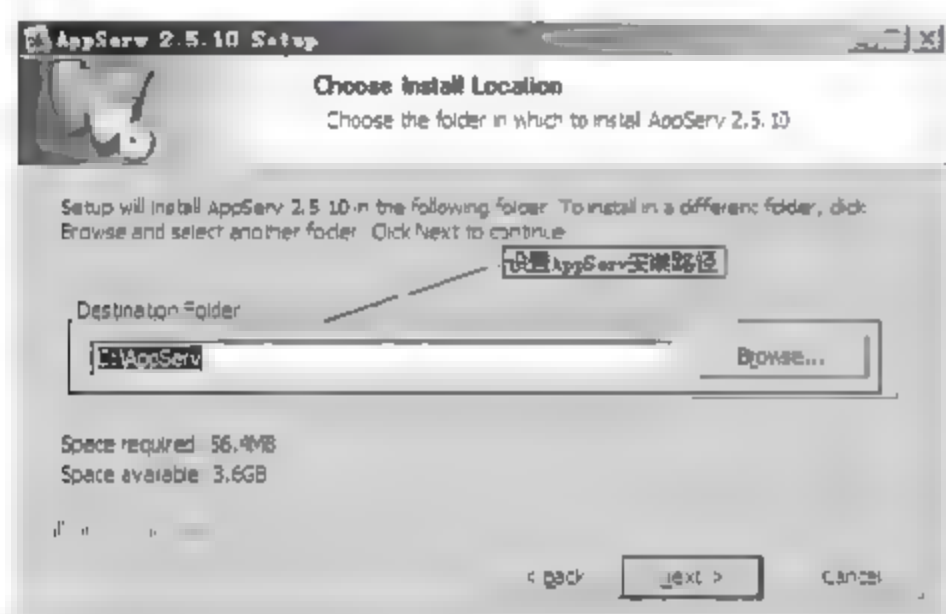 AppServ 2.5.10 Setup
Choose Install Location
Choose the folder in which to install AppServ 2.5.10
Setup will install AppServ 2.5.10 in the following folder. To install in a different folder, click
Browse and select another folder. Click Next to continue
设置AppServ安装路径
Destination Folder
C:\AppServ
Browse...
Space required 56.4MB
Space available 3.6GB
< Back Next > Cancel